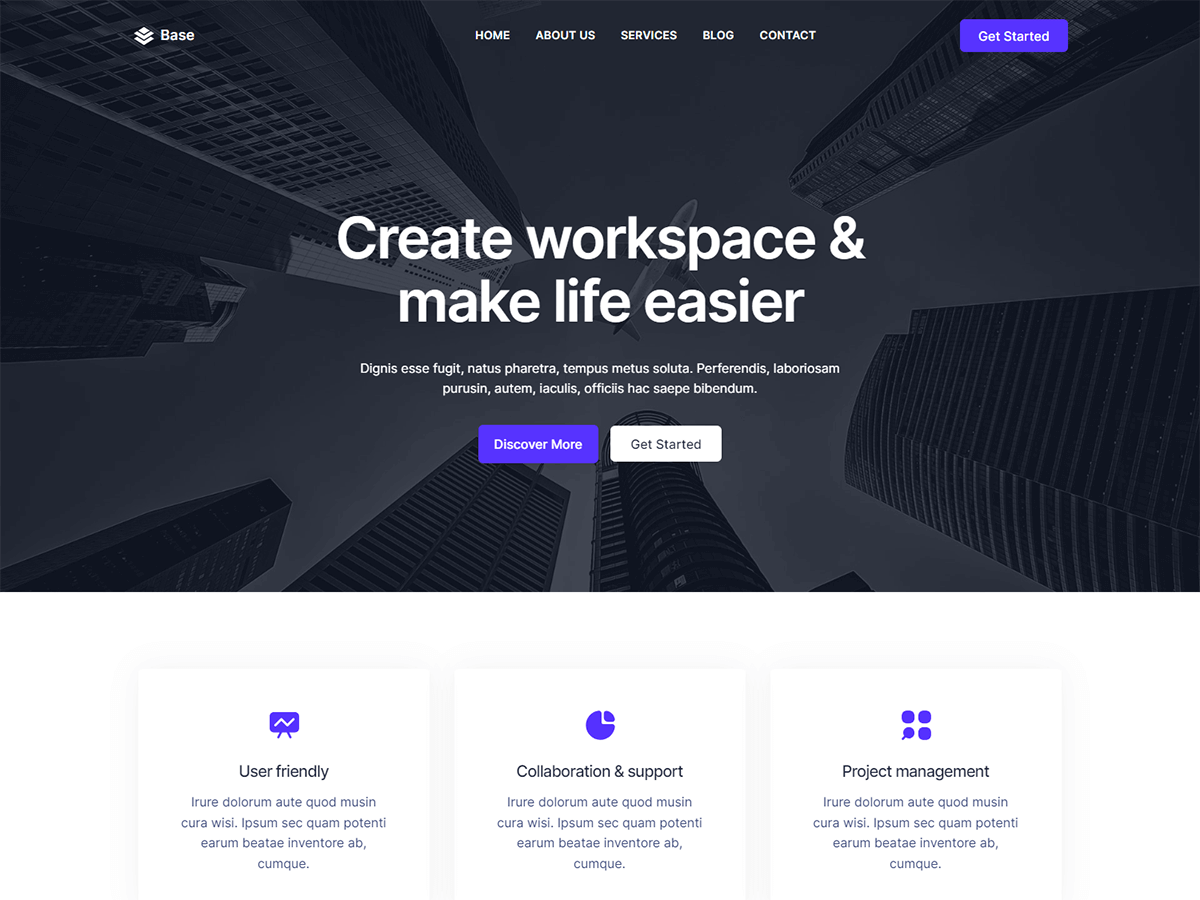 Base
HOME
ABOUT US
SERVICES
BLOG
CONTACT
Get Started
Create workspace &
make life easier
Dignis esse fugit, natus pharetra, tempus metus soluta. Perferendis, laboriosam
purusin, autem, iaculis, officiis hac saepe bibendum.
Discover More
Get Started
User friendly
Irure dolorum aute quod musin
cura wisi. Ipsum sec quam potenti
earum beatae inventore ab,
cumque.
Collaboration & support
Irure dolorum aute quod musin
cura wisi. Ipsum sec quam potenti
earum beatae inventore ab,
cumque.
Project management
Irure dolorum aute quod musin
cura wisi. Ipsum sec quam potenti
earum beatae inventore ab,
cumque.